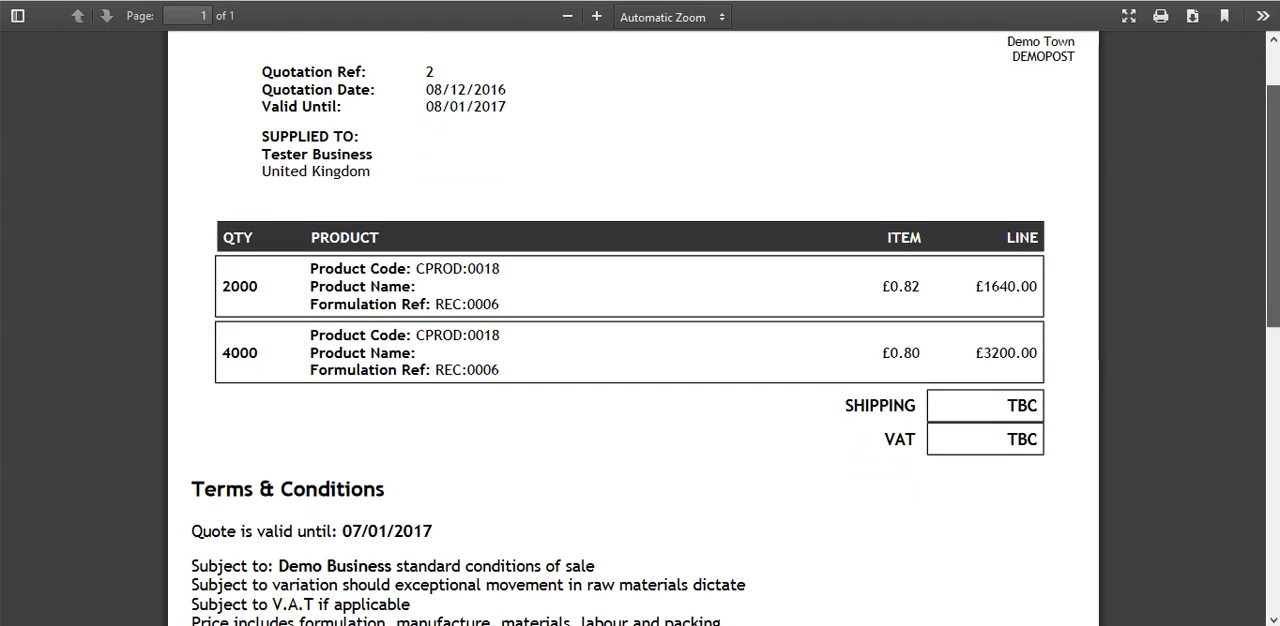 Page: 1 of 1 Automatic Zoom
Demo Town
DEMOPOST
Quotation Ref: 2
Quotation Date: 08/12/2016
Valid Until: 08/01/2017
SUPPLIED TO:
Tester Business
United Kingdom
QTY PRODUCT ITEM LINE
Product Code: CPROD:0018
2000 Product Name: £0.82 £1640.00
Formulation Ref: REC:0006
Product Code: CPROD:0018
4000 Product Name: £0.80 £3200.00
Formulation Ref: REC:0006
SHIPPING TBC
VAT TBC
Terms & Conditions
Quote is valid until: 07/01/2017
Subject to: Demo Business standard conditions of sale
Subject to variation should exceptional movement in raw materials dictate
Subject to V.A.T if applicable
Price includes formulation, manufacture, materials, labour and packing